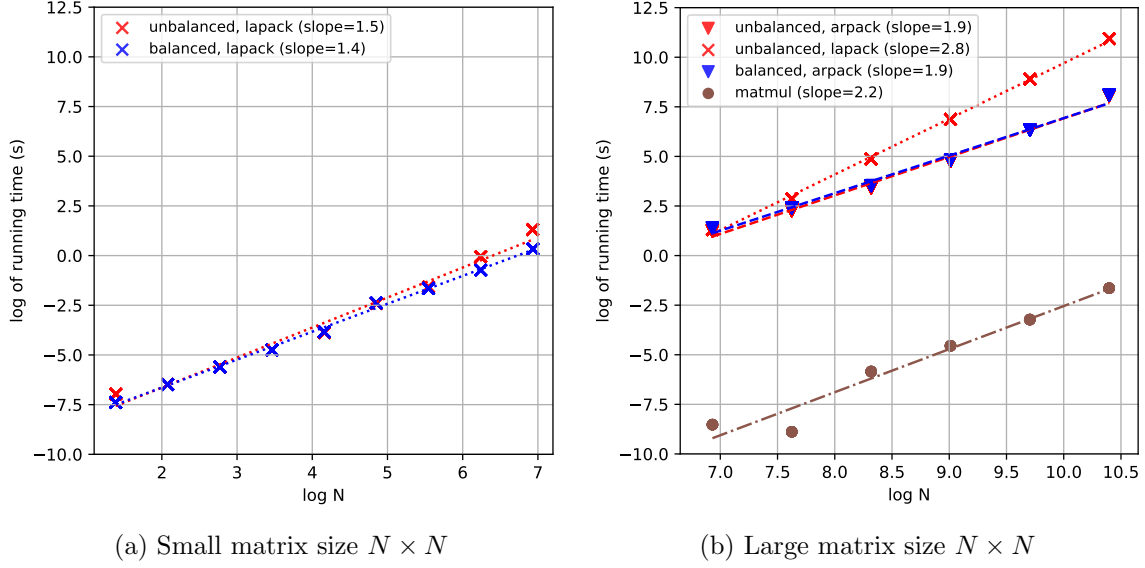 unbalanced, lapack (slope=1.5)
balanced, lapack (slope=1.4)
12.5
10.0
7.5
5.0
2.5
0.0
−2.5
−5.0
−7.5
−10.0
log of running time (s)
2 3 4 5 6 7
log N
(a) Small matrix size N × N
unbalanced, arpack (slope=1.9)
unbalanced, lapack (slope=2.8)
balanced, arpack (slope=1.9)
matmul (slope=2.2)
12.5
10.0
7.5
5.0
2.5
0.0
−2.5
−5.0
−7.5
−10.0
log of running time (s)
7.0 7.5 8.0 8.5 9.0 9.5 10.0 10.5
log N
(b) Large matrix size N × N